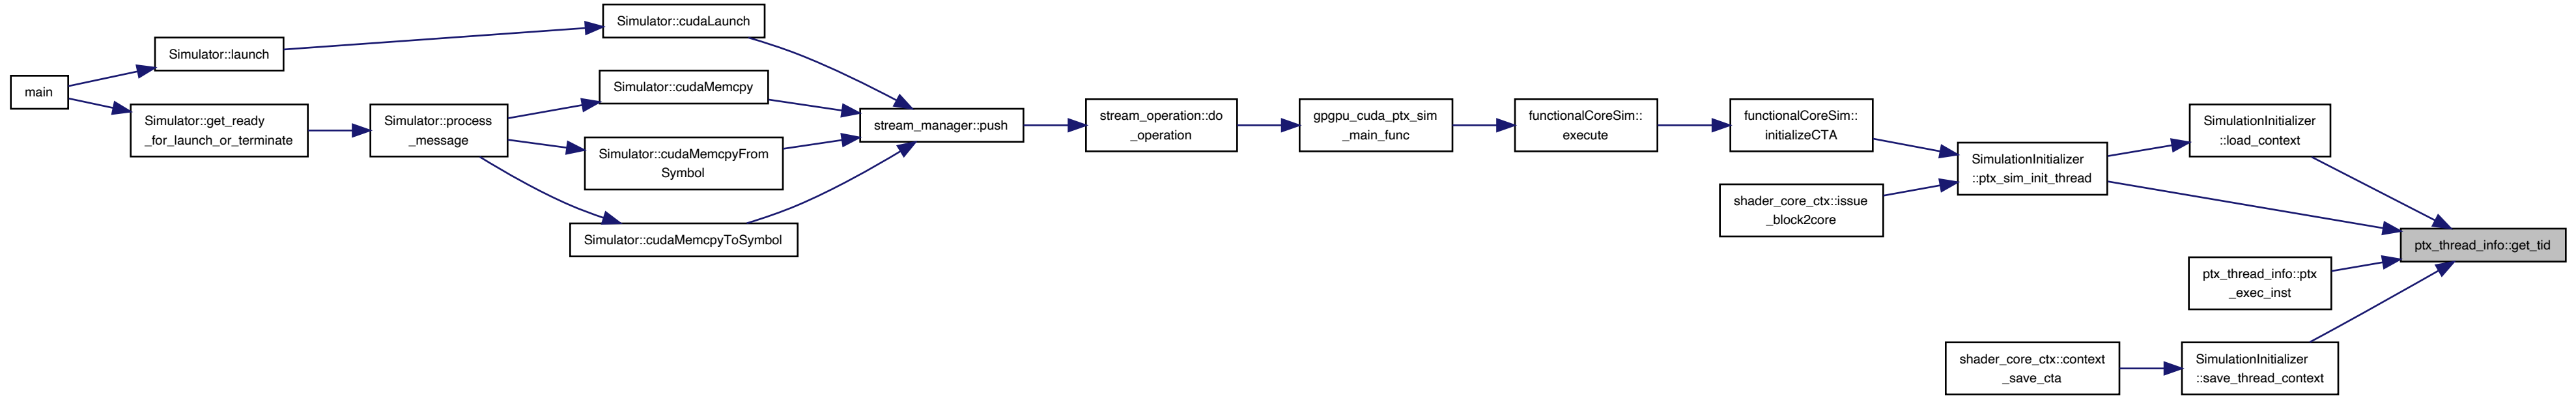 main
Simulator::launch
Simulator::get_ready
_for_launch_or_terminate
Simulator::process
_message
Simulator::cudaLaunch
Simulator::cudaMemcpy
Simulator::cudaMemcpyFrom
Symbol
Simulator::cudaMemcpyToSymbol
stream_manager::push
stream_operation::do
_operation
gpgpu_cuda_ptx_sim
_main_func
functionalCoreSim::
execute
functionalCoreSim::
initializeCTA
shader_core_ctx::issue
_block2core
SimulationInitializer
::ptx_sim_init_thread
SimulationInitializer
::load_context
ptx_thread_info::get_tid
ptx_thread_info::ptx
_exec_inst
shader_core_ctx::context
_save_cta
SimulationInitializer
::save_thread_context